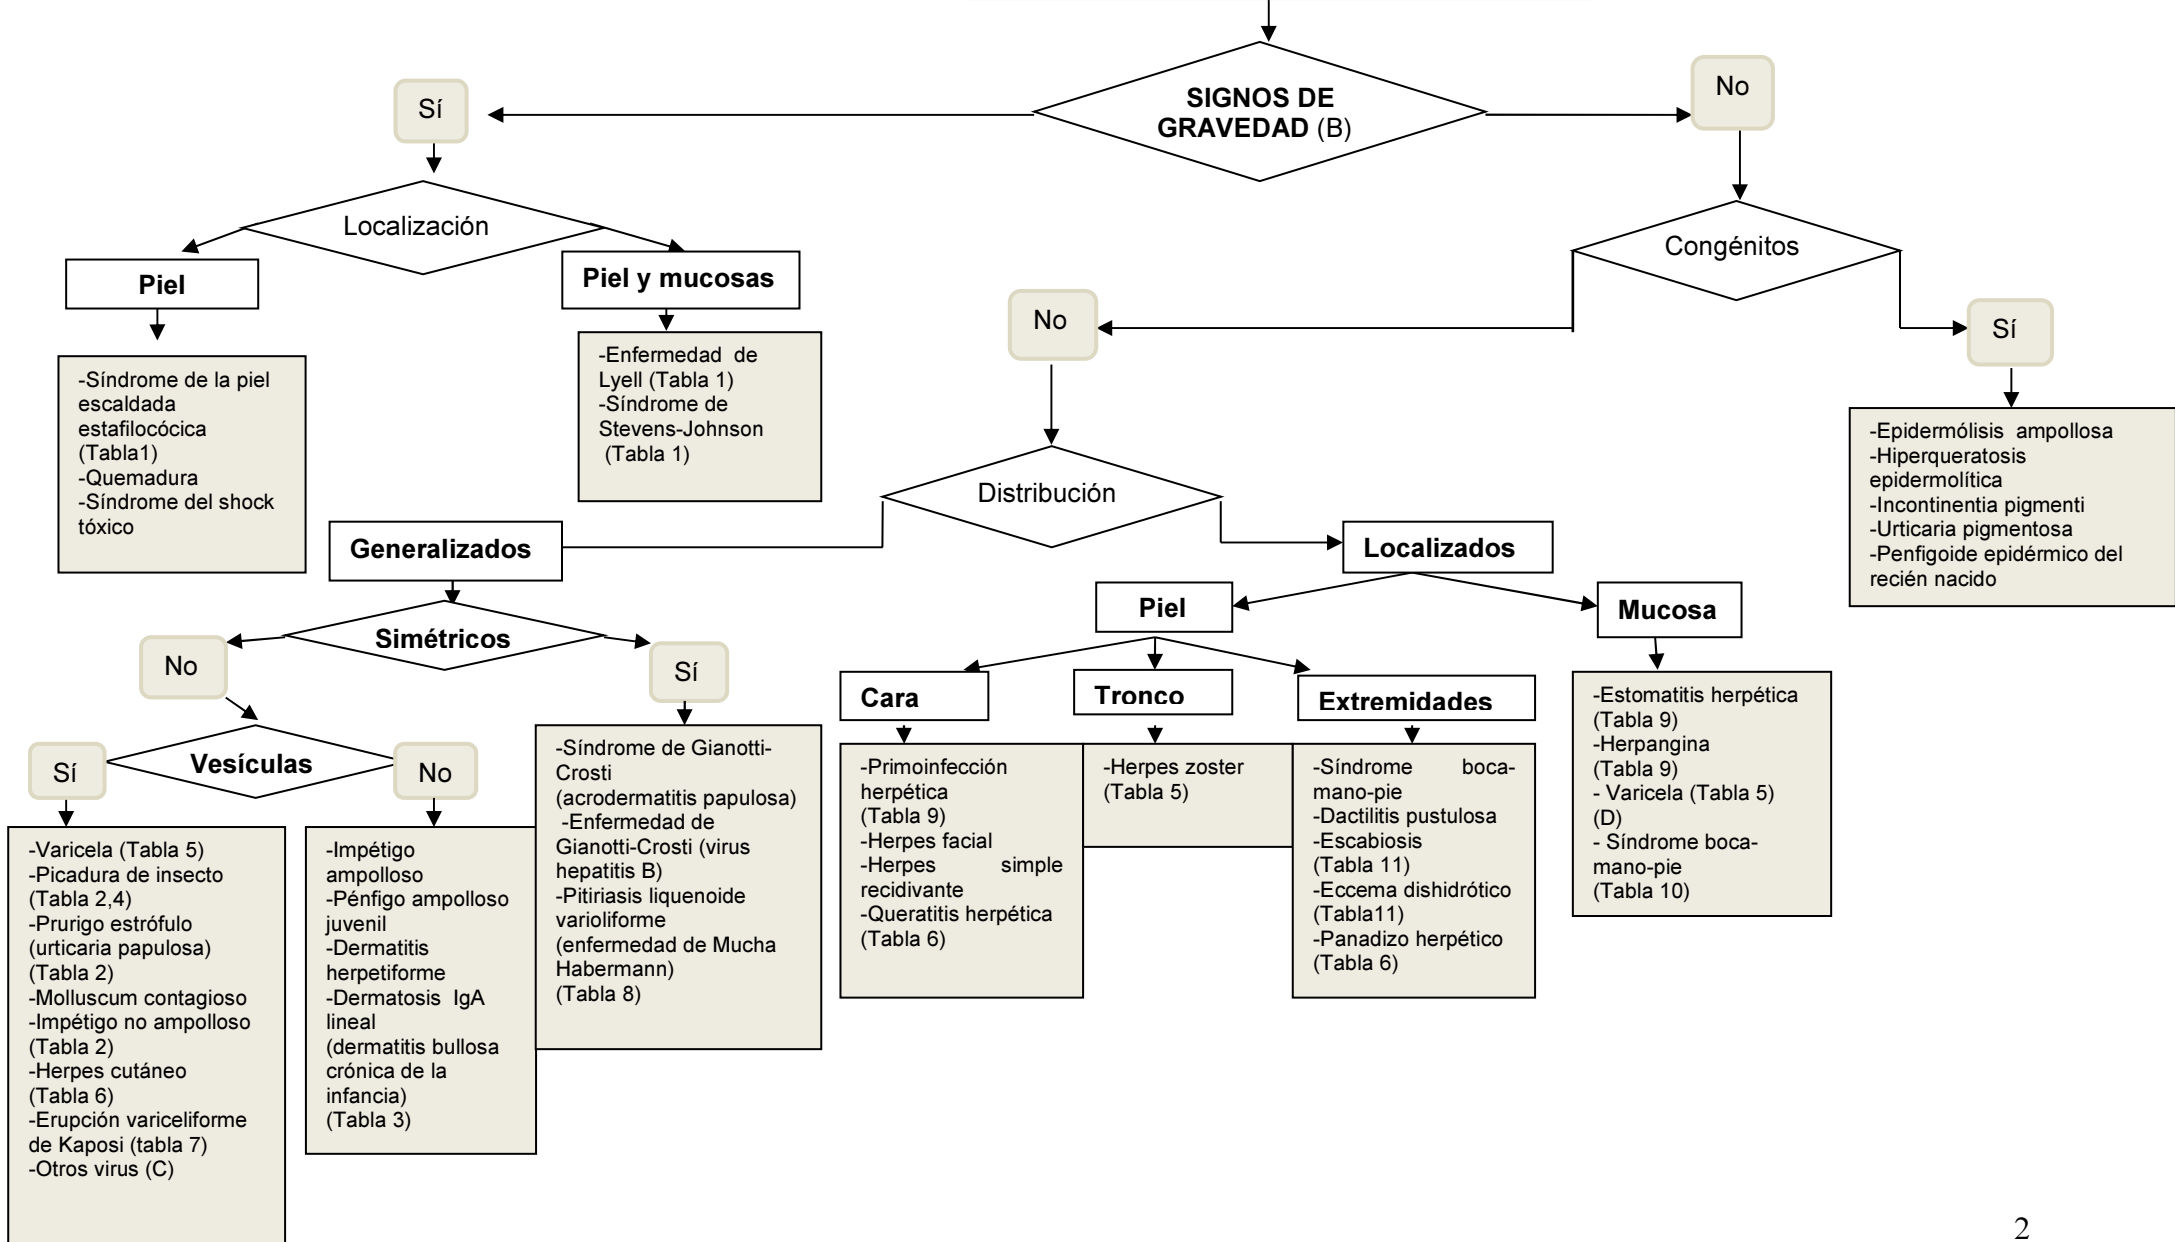 SIGNOS DE
GRAVEDAD (B)
Sí
No
Localización
Piel
Piel y mucosas
-Síndrome de la piel
escaldada
estafilocócica
(Tabla1)
-Quemadura
-Síndrome del shock
tóxico
-Enfermedad de
Lyell (Tabla 1)
-Síndrome de
Stevens-Johnson
(Tabla 1)
Congénitos
No
Sí
-Epidermólisis ampollosa
-Hiperqueratosis
epidermolítica
-Incontinentia pigmenti
-Urticaria pigmentosa
-Penfigoide epidérmico del
recién nacido
Distribución
Generalizados
Localizados
Simétricos
No
Sí
Vesículas
Sí
No
-Varicela (Tabla 5)
-Picadura de insecto
(Tabla 2,4)
-Prurigo estrófulo
(urticaria papulosa)
(Tabla 2)
-Molluscum contagioso
-Impétigo no ampolloso
(Tabla 2)
-Herpes cutáneo
(Tabla 6)
-Erupción variceliforme
de Kaposi (tabla 7)
-Otros virus (C)
-Impétigo
ampolloso
-Pénfigo ampolloso
juvenil
-Dermatitis
herpetiforme
-Dermatosis IgA
lineal
(dermatitis bullosa
crónica de la
infancia)
(Tabla 3)
-Síndrome de Gianotti-
Crosti
(acrodermatitis papulosa)
-Enfermedad de
Gianotti-Crosti (virus
hepatitis B)
-Pitiriasis liquenoide
varioliforme
(enfermedad de Mucha
Habermann)
(Tabla 8)
Piel
Mucosa
Cara
Tronco
Extremidades
-Primoinfección
herpética
(Tabla 9)
-Herpes facial
-Herpes simple
recidivante
-Queratitis herpética
(Tabla 6)
-Herpes zoster
(Tabla 5)
-Síndrome boca-
mano-pie
-Dactilitis pustulosa
-Escabiosis
(Tabla 11)
-Eccema dishidrótico
(Tabla11)
-Panadizo herpético
(Tabla 6)
-Estomatitis herpética
(Tabla 9)
-Herpangina
(Tabla 9)
- Varicela (Tabla 5)
(D)
- Síndrome boca-
mano-pie
(Tabla 10)
2